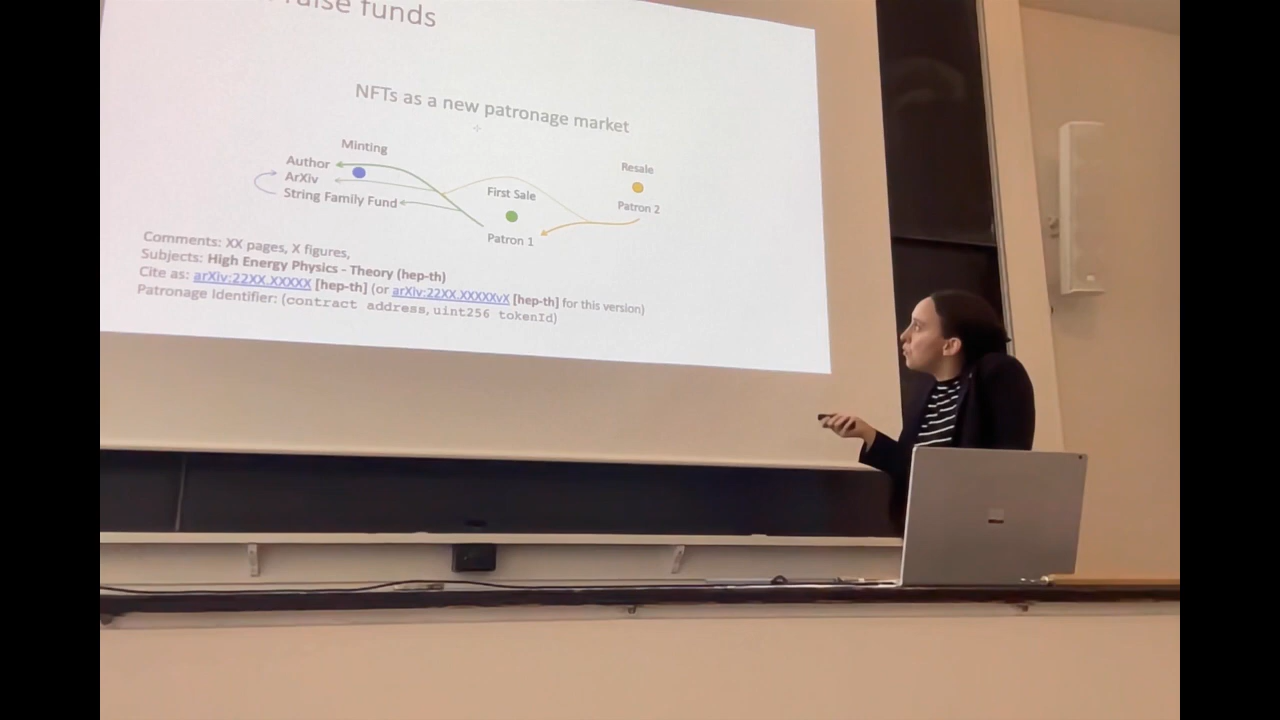 raise funds
NFTs as a new patronage market
Minting
Author
ArXiv
String Family Fund
First Sale
Patron 1
Resale
Patron 2
Comments: XX pages, X figures,
Subjects: High Energy Physics - Theory (hep-th)
Cite as: arXiv:22XX.XXXXX [hep-th] (or arXiv:22XX.XXXXXvX [hep-th] for this version)
Patronage Identifier: (contract address, uint256 tokenId)